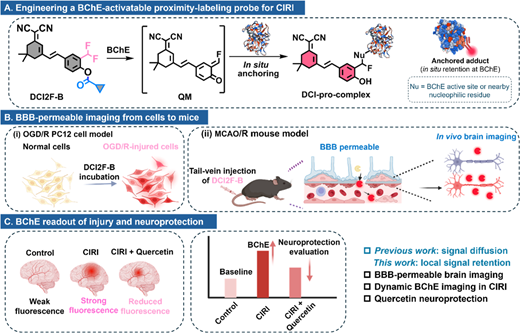 A. Engineering a BChE-activatable proximity-labeling probe for CIRI
CN
NC
CN
NC
CN
NC
F
F
O
O
DCI2F-B
BChE
F
O
QM
In situ
anchoring
Nu
F
OH
DCI-pro-complex
Anchored adduct
(in situ retention at BChE)
Nu = BChE active site or nearby
nucleophilic residue
B. BBB-permeable imaging from cells to mice
(i) OGD/R PC12 cell model
Normal cells
OGD/R-injured cells
DCI2F-B
incubation
(ii) MCAO/R mouse model
Tail-vein injection
of DCI2F-B
BBB permeable
In vivo brain imaging
C. BChE readout of injury and neuroprotection
Control
CIRI
CIRI + Quercetin
Weak
fluorescence
Strong
fluorescence
Reduced
fluorescence
Baseline
BChE
Neuroprotection
evaluation
Control
CIRI
CIRI +
Quercetin
Previous work: signal diffusion
This work: local signal retention
BBB-permeable brain imaging
Dynamic BChE imaging in CIRI
Quercetin neuroprotection